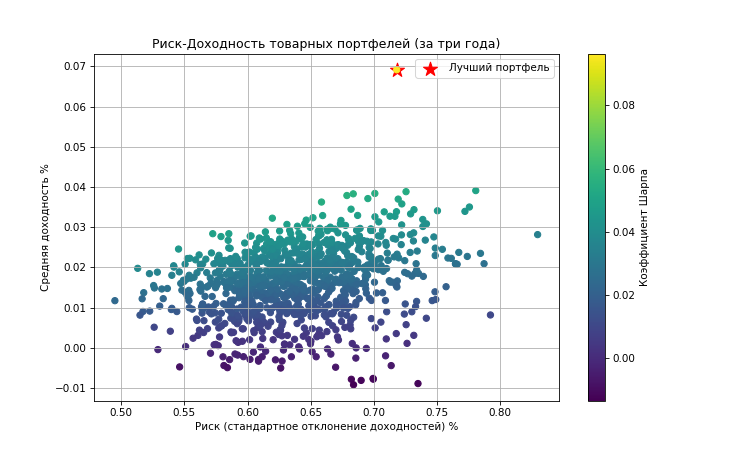 Риск-Доходность товарных портфелей (за три года)
Лучший портфель
Средняя доходность %
0.07
0.06
0.05
0.04
0.03
0.02
0.01
0.00
−0.01
0.50 0.55 0.60 0.65 0.70 0.75 0.80
Риск (стандартное отклонение доходностей) %
0.08
0.06
0.04
0.02
0.00
Коэффициент Шарпа